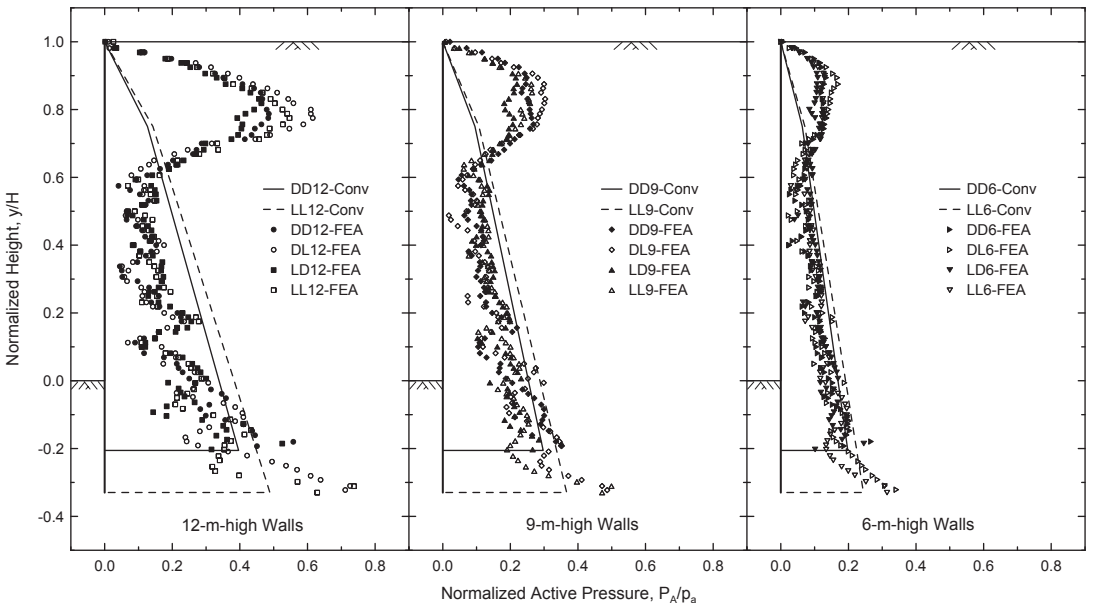 1.0
0.8
0.6
0.4
0.2
0.0
-0.2
-0.4
Normalized Height, y/H
DD12-Conv
LL12-Conv
DD12-FEA
DL12-FEA
LD12-FEA
LL12-FEA
12-m-high Walls
0.0 0.2 0.4 0.6 0.8
DD9-Conv
LL9-Conv
DD9-FEA
DL9-FEA
LD9-FEA
LL9-FEA
9-m-high Walls
0.0 0.2 0.4 0.6 0.8
DD6-Conv
LL6-Conv
DD6-FEA
DL6-FEA
LD6-FEA
LL6-FEA
6-m-high Walls
0.0 0.2 0.4 0.6 0.8
Normalized Active Pressure, PA/pa